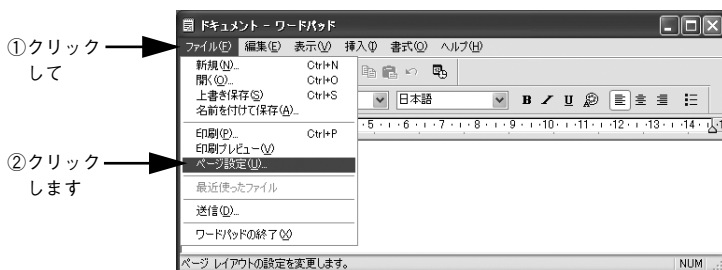 ①クリック
して
②クリック
します
ドキュメント - ワードパッド
ファイル(F) 編集(E) 表示(V) 挿入(I) 書式(O) ヘルプ(H)
新規(N)... Ctrl+N
開く(O)... Ctrl+O
上書き保存(S) Ctrl+S
名前を付けて保存(A)...
印刷(P)... Ctrl+P
印刷プレビュー(V)
ページ設定(U)...
最近使ったファイル
送信(D)...
ワードパッドの終了(X)
日本語
B / U
·5·ı·6·ı·7·ı·8·ı·9·ı·10·ı·11·ı·12·ı·13·ı·14·
ページ レイアウトの設定を変更します。
NUM